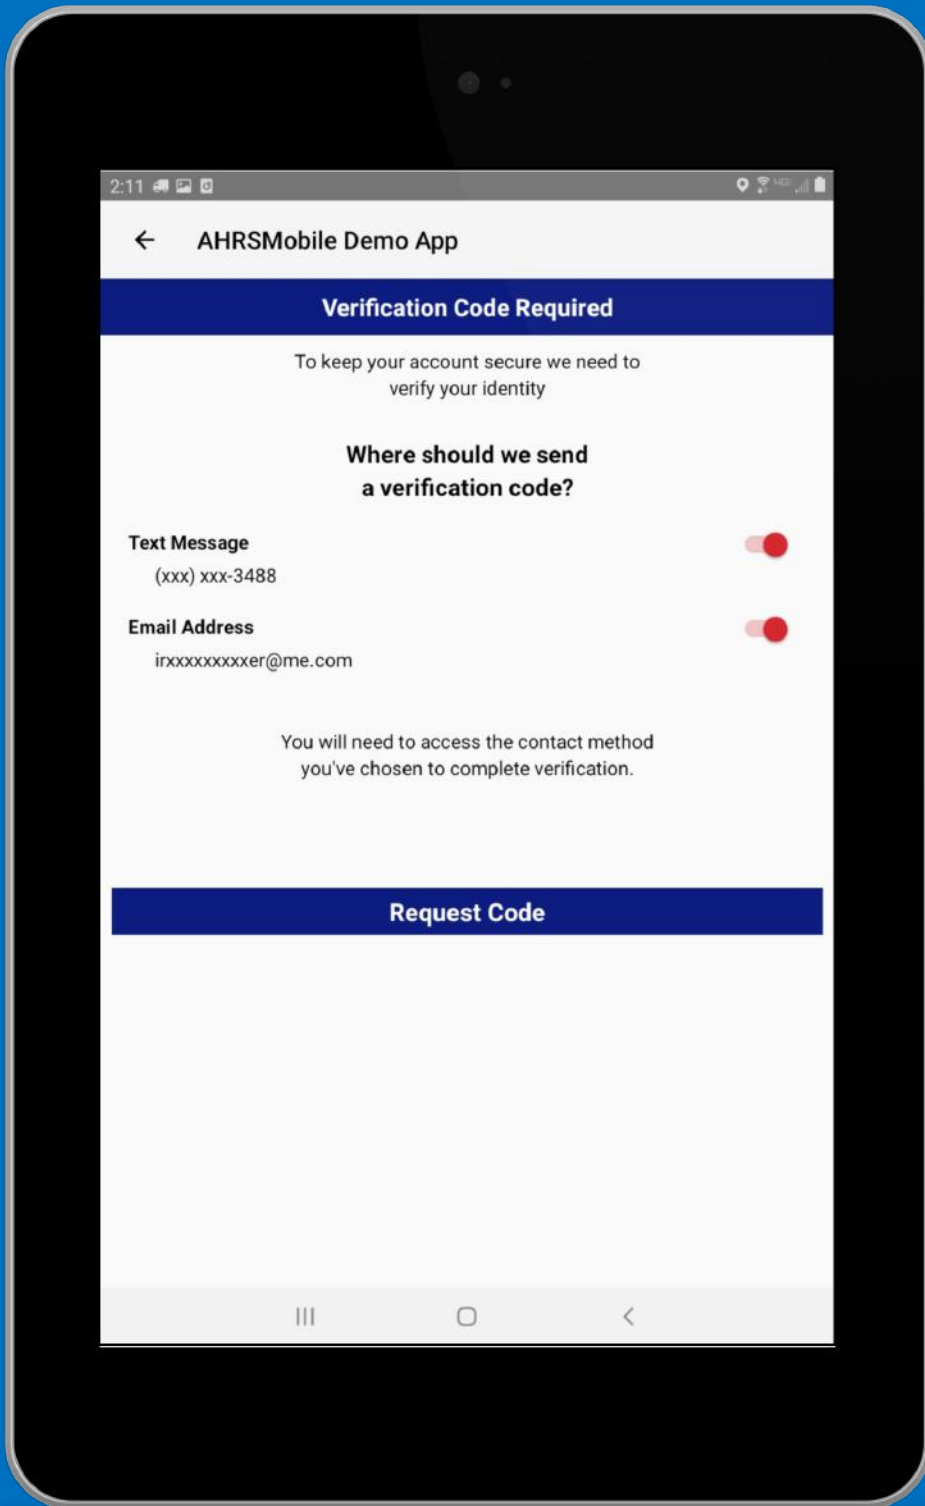 2:11
AHRSMobile Demo App
Verification Code Required
To keep your account secure we need to
verify your identity
Where should we send
a verification code?
Text Message
(xxx) xxx-3488
Email Address
irxxxxxxxxxer@me.com
You will need to access the contact method
you've chosen to complete verification.
Request Code